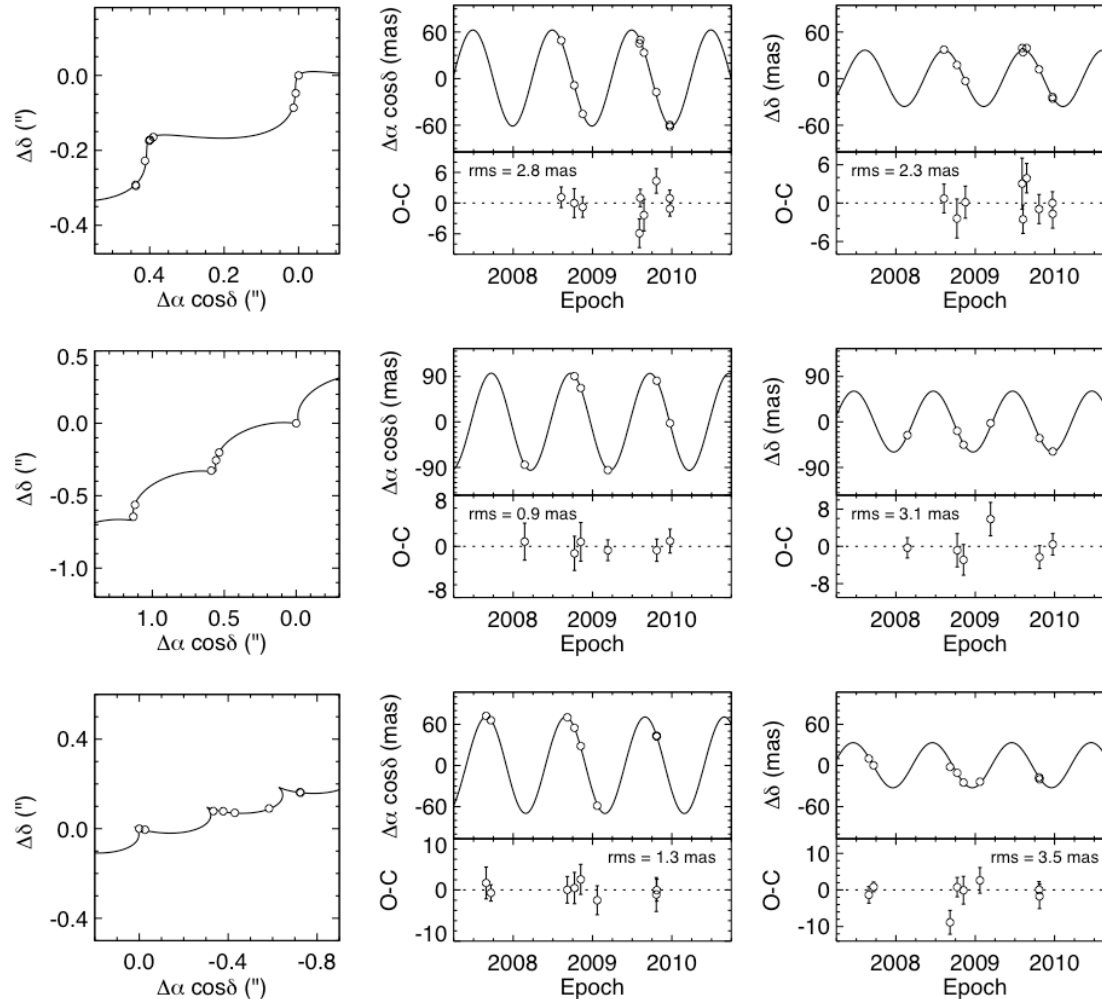 Δδ (")
0.0
-0.2
-0.4
0.4 0.2 0.0
Δα cosδ (")
Δα cosδ (mas)
60
0
-60
O-C
6
0
-6
rms = 2.8 mas
2008 2009 2010
Epoch
Δδ (mas)
60
0
-60
O-C
6
0
-6
rms = 2.3 mas
2008 2009 2010
Epoch
Δδ (")
0.5
0.0
-0.5
-1.0
1.0 0.5 0.0
Δα cosδ (")
Δα cosδ (mas)
90
0
-90
O-C
8
0
-8
rms = 0.9 mas
2008 2009 2010
Epoch
Δδ (mas)
90
0
-90
O-C
8
0
-8
rms = 3.1 mas
2008 2009 2010
Epoch
Δδ (")
0.4
0.0
-0.4
0.0 -0.4 -0.8
Δα cosδ (")
Δα cosδ (mas)
60
0
-60
O-C
10
0
-10
rms = 1.3 mas
2008 2009 2010
Epoch
Δδ (mas)
60
0
-60
O-C
10
0
-10
rms = 3.5 mas
2008 2009 2010
Epoch